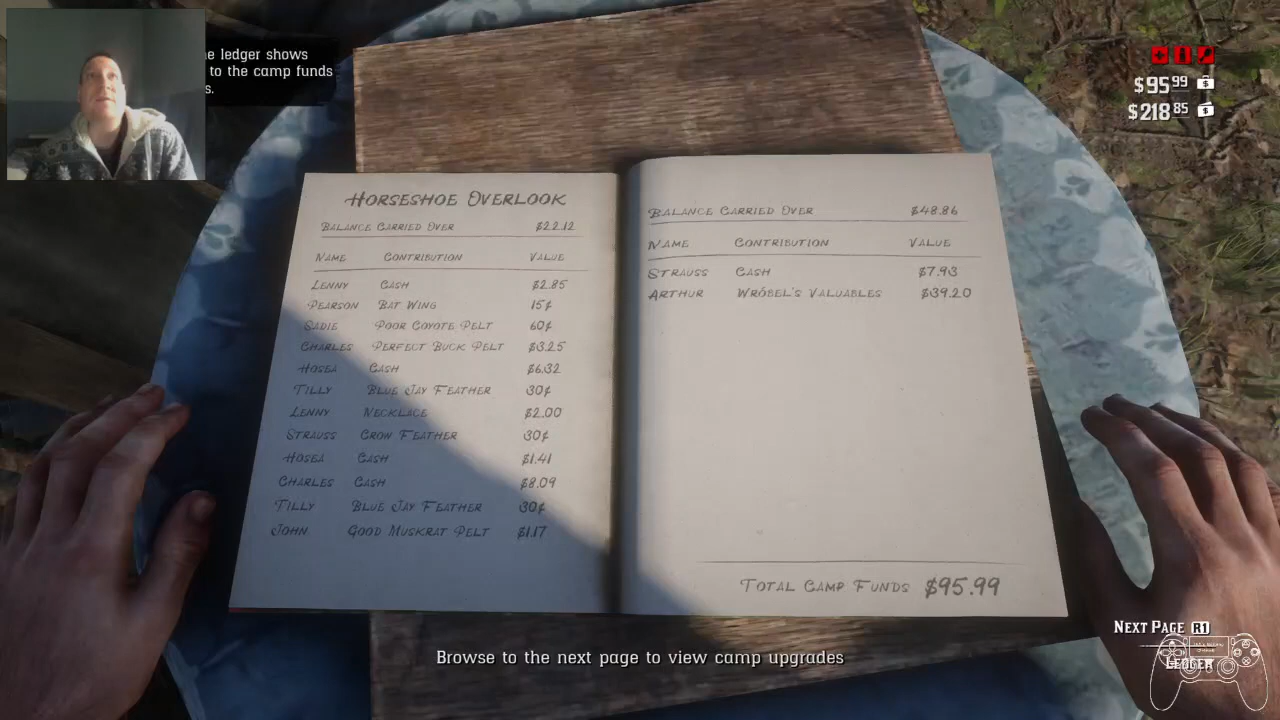 e ledger shows
to the camp funds
s.
$95.99
$218.85
HORSESHOE OVERLOOK
BALANCE CARRIED OVER $22.12
NAME CONTRIBUTION VALUE
LENNY CASH $2.85
PEARSON BAT WING 15¢
SADIE POOR COYOTE PELT 60¢
CHARLES PERFECT BUCK PELT $3.25
HOSEA CASH $6.32
TILLY BLUE JAY FEATHER 30¢
LENNY NECKLACE $2.00
STRAUSS CROW FEATHER 30¢
HOSEA CASH $1.41
CHARLES CASH $8.09
TILLY BLUE JAY FEATHER 30¢
JOHN GOOD MUSKRAT PELT $1.17
BALANCE CARRIED OVER $48.86
NAME CONTRIBUTION VALUE
STRAUSS CASH $7.93
ARTHUR WRÓBEL'S VALUABLES $39.20
TOTAL CAMP FUNDS $95.99
Browse to the next page to view camp upgrades
NEXT PAGE R1
LEDGER